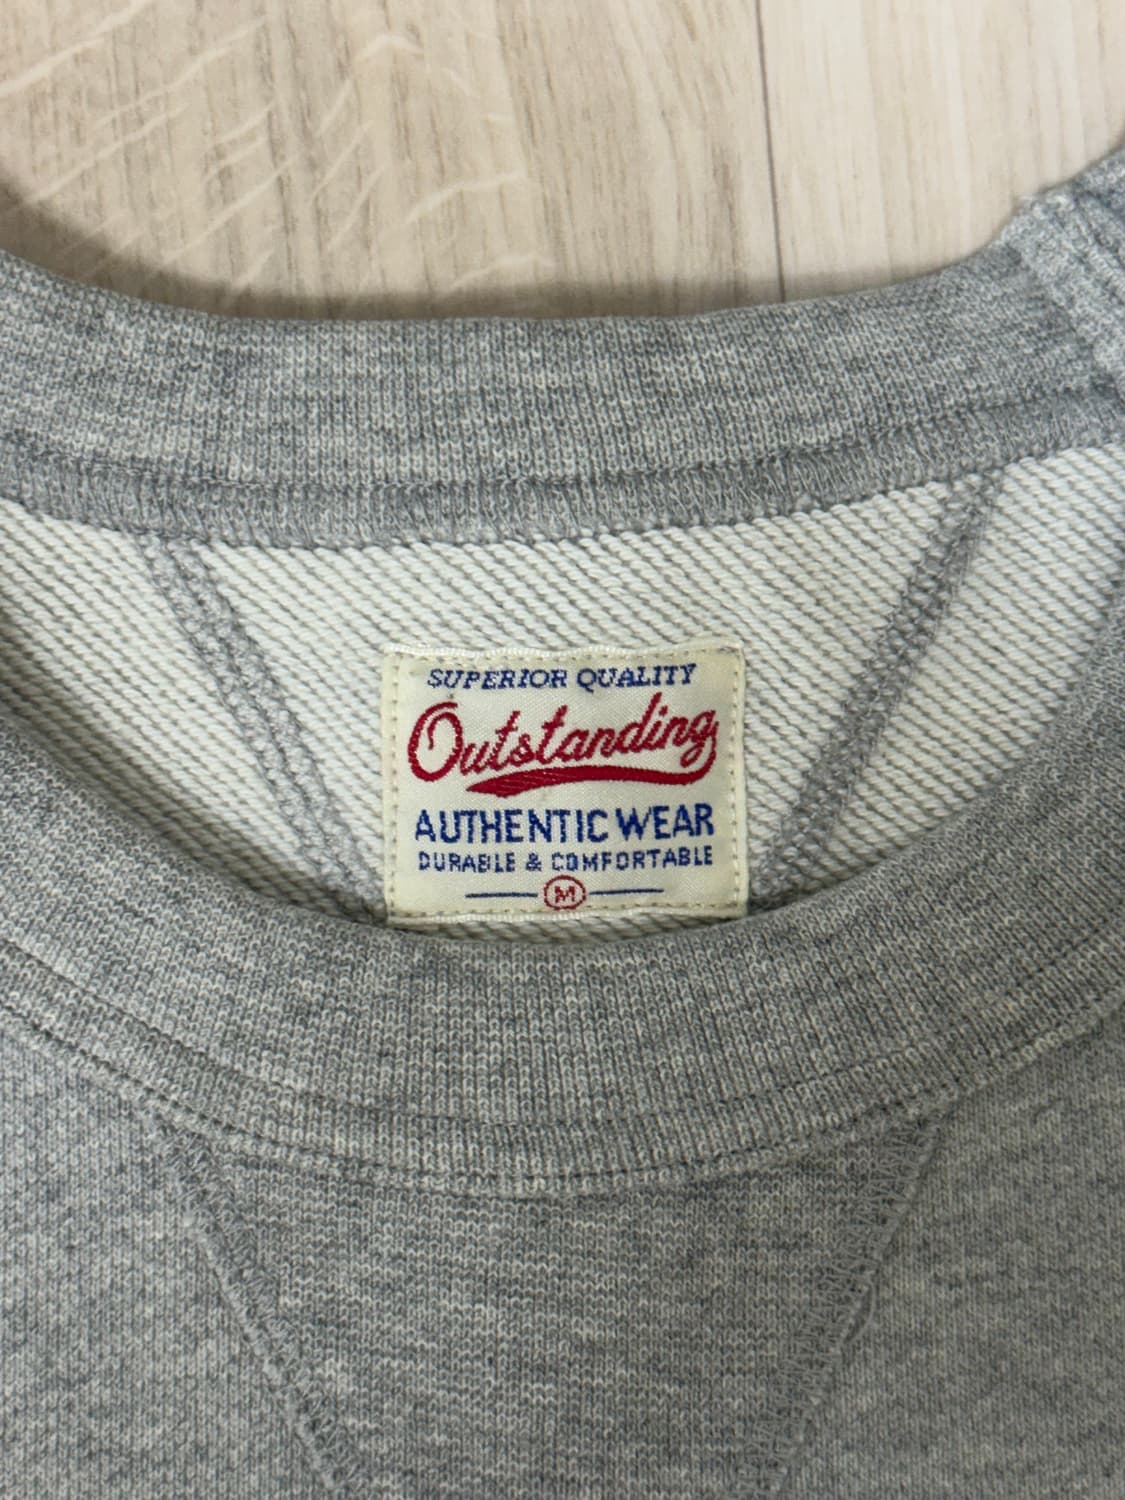 SUPERIOR QUALITY
Outstanding
AUTHENTIC WEAR
DURABLE & COMFORTABLE
M